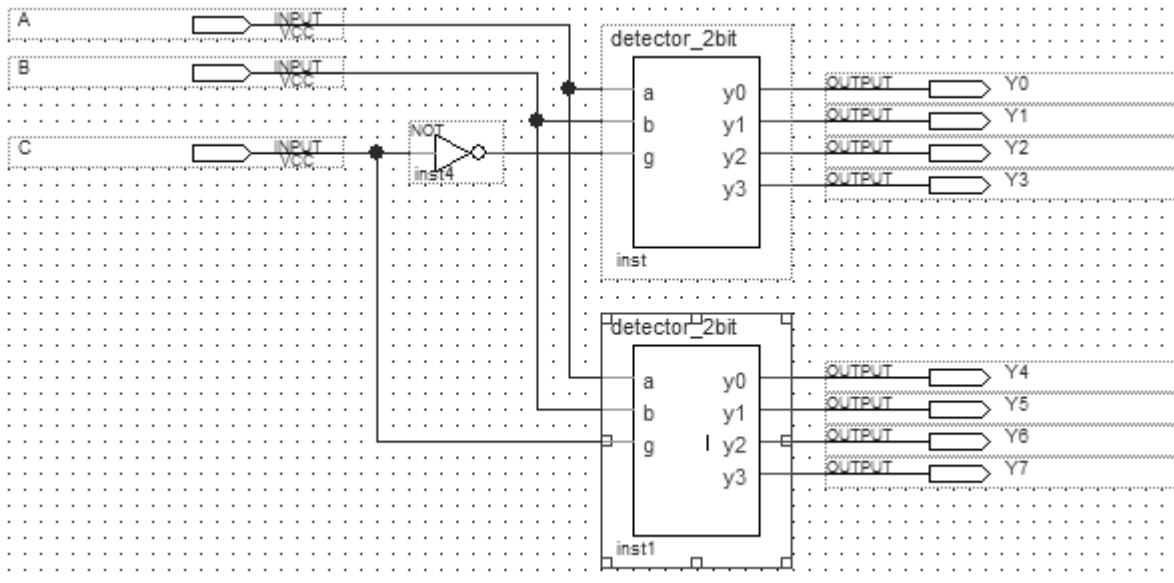 A
INPUT
VCC
B
INPUT
VCC
C
INPUT
VCC
NOT
inst4
detector_2bit
a y0
b y1
g y2
y3
inst
OUTPUT Y0
OUTPUT Y1
OUTPUT Y2
OUTPUT Y3
detector_2bit
a y0
b y1
g y2
y3
inst1
OUTPUT Y4
OUTPUT Y5
OUTPUT Y6
OUTPUT Y7